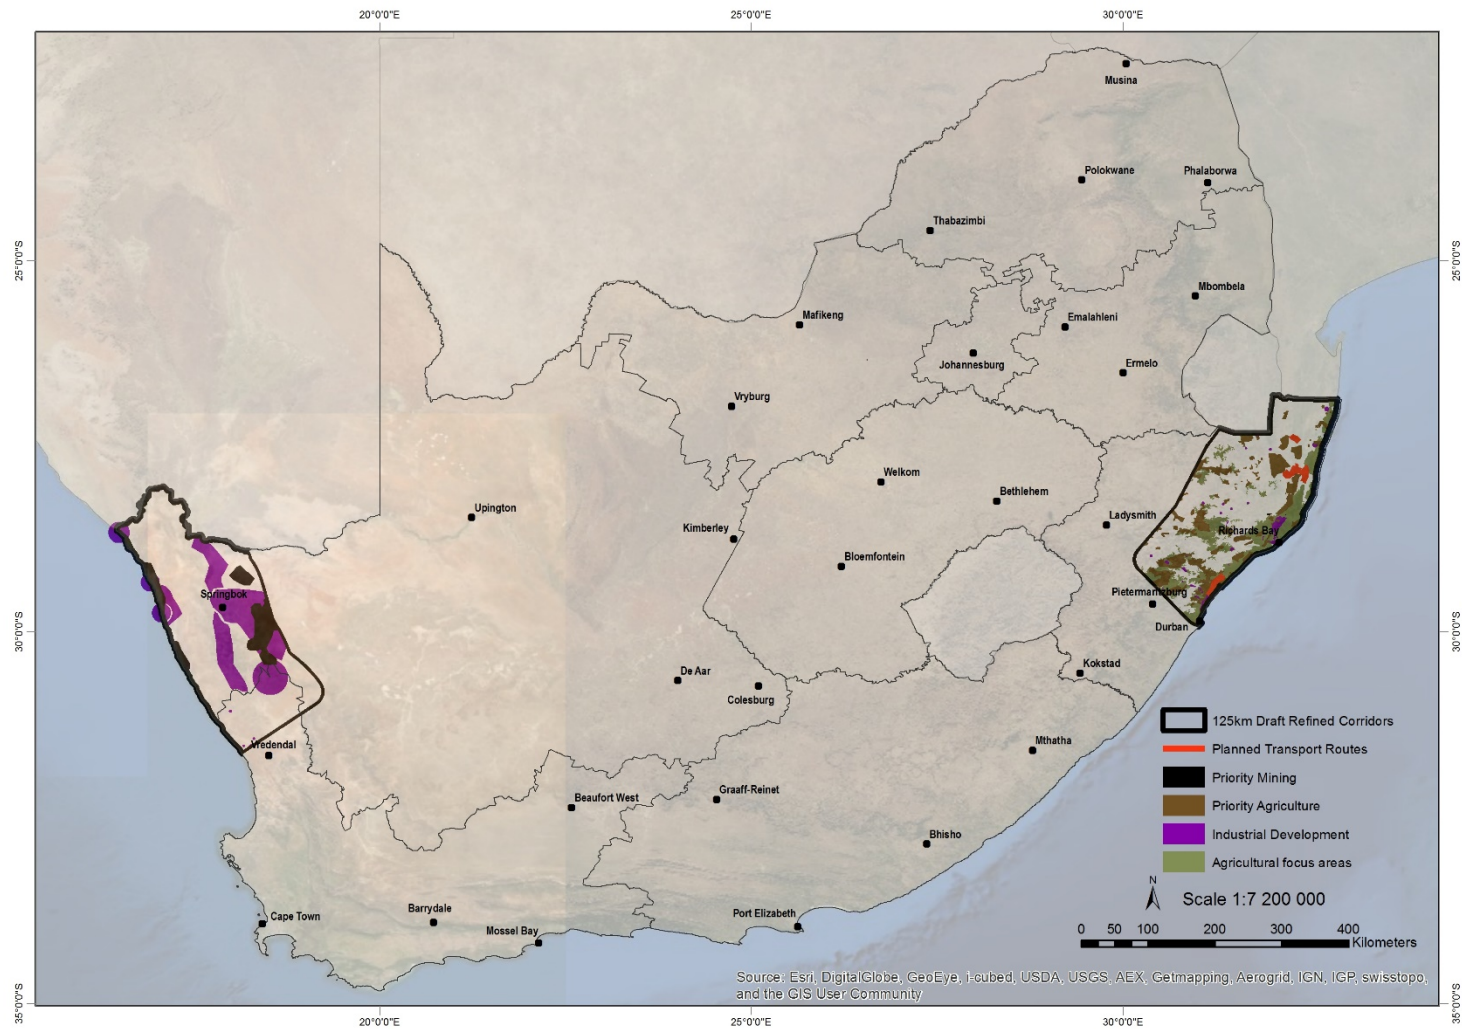 20°0'0"E
25°0'0"E
30°0'0"E
Musina
Polokwane
Phalaborwa
Thabazimbi
25°0'0"S
25°0'0"S
Mbombela
Mafikeng
Emalahleni
Johannesburg
Ermelo
Vryburg
Welkom
Bethlehem
Upington
Ladysmith
Kimberley
Richards Bay
Bloemfontein
Springbok
Pietermaritzburg
Durban
30°0'0"S
30°0'0"S
Kokstad
De Aar
Colesburg
Vredendal
Mthatha
Graaff-Reinet
Beaufort West
Bhisho
Barrydale
Cape Town
Port Elizabeth
Mossel Bay
125km Draft Refined Corridors
Planned Transport Routes
Priority Mining
Priority Agriculture
Industrial Development
Agricultural focus areas
N
Scale 1:7 200 000
0 50 100 200 300 400
Kilometers
Source: Esri, DigitalGlobe, GeoEye, i-cubed, USDA, USGS, AEX, Getmapping, Aerogrid, IGN, IGP, swisstopo,
and the GIS User Community
35°0'0"S
35°0'0"S
20°0'0"E
25°0'0"E
30°0'0"E